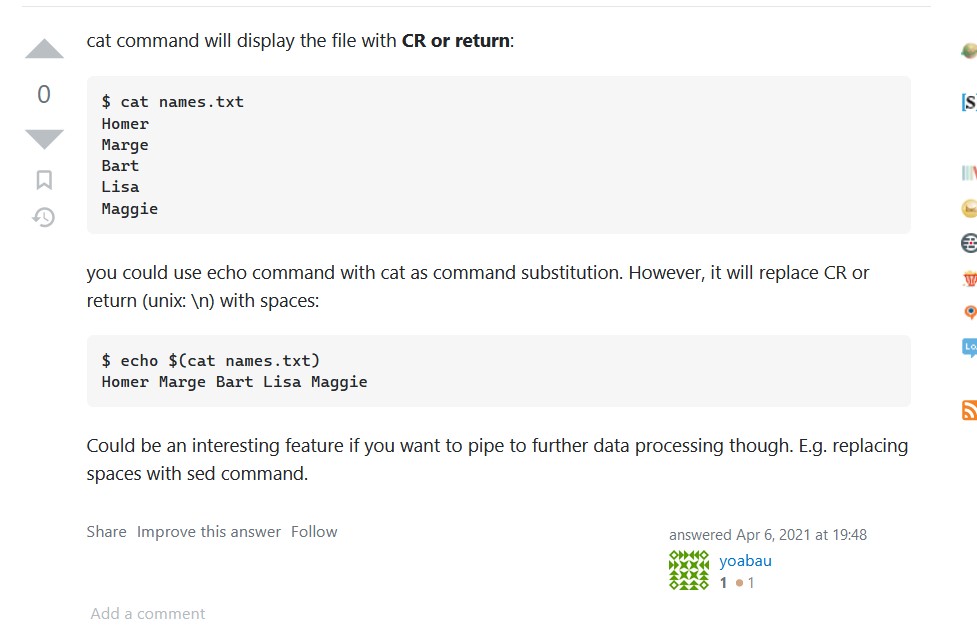 cat command will display the file with CR or return:
0
$ cat names.txt
Homer
Marge
Bart
Lisa
Maggie
you could use echo command with cat as command substitution. However, it will replace CR or
return (unix: \n) with spaces:
$ echo $(cat names.txt)
Homer Marge Bart Lisa Maggie
Could be an interesting feature if you want to pipe to further data processing though. E.g. replacing
spaces with sed command.
Share Improve this answer Follow
answered Apr 6, 2021 at 19:48
yoabau
1 1
Add a comment